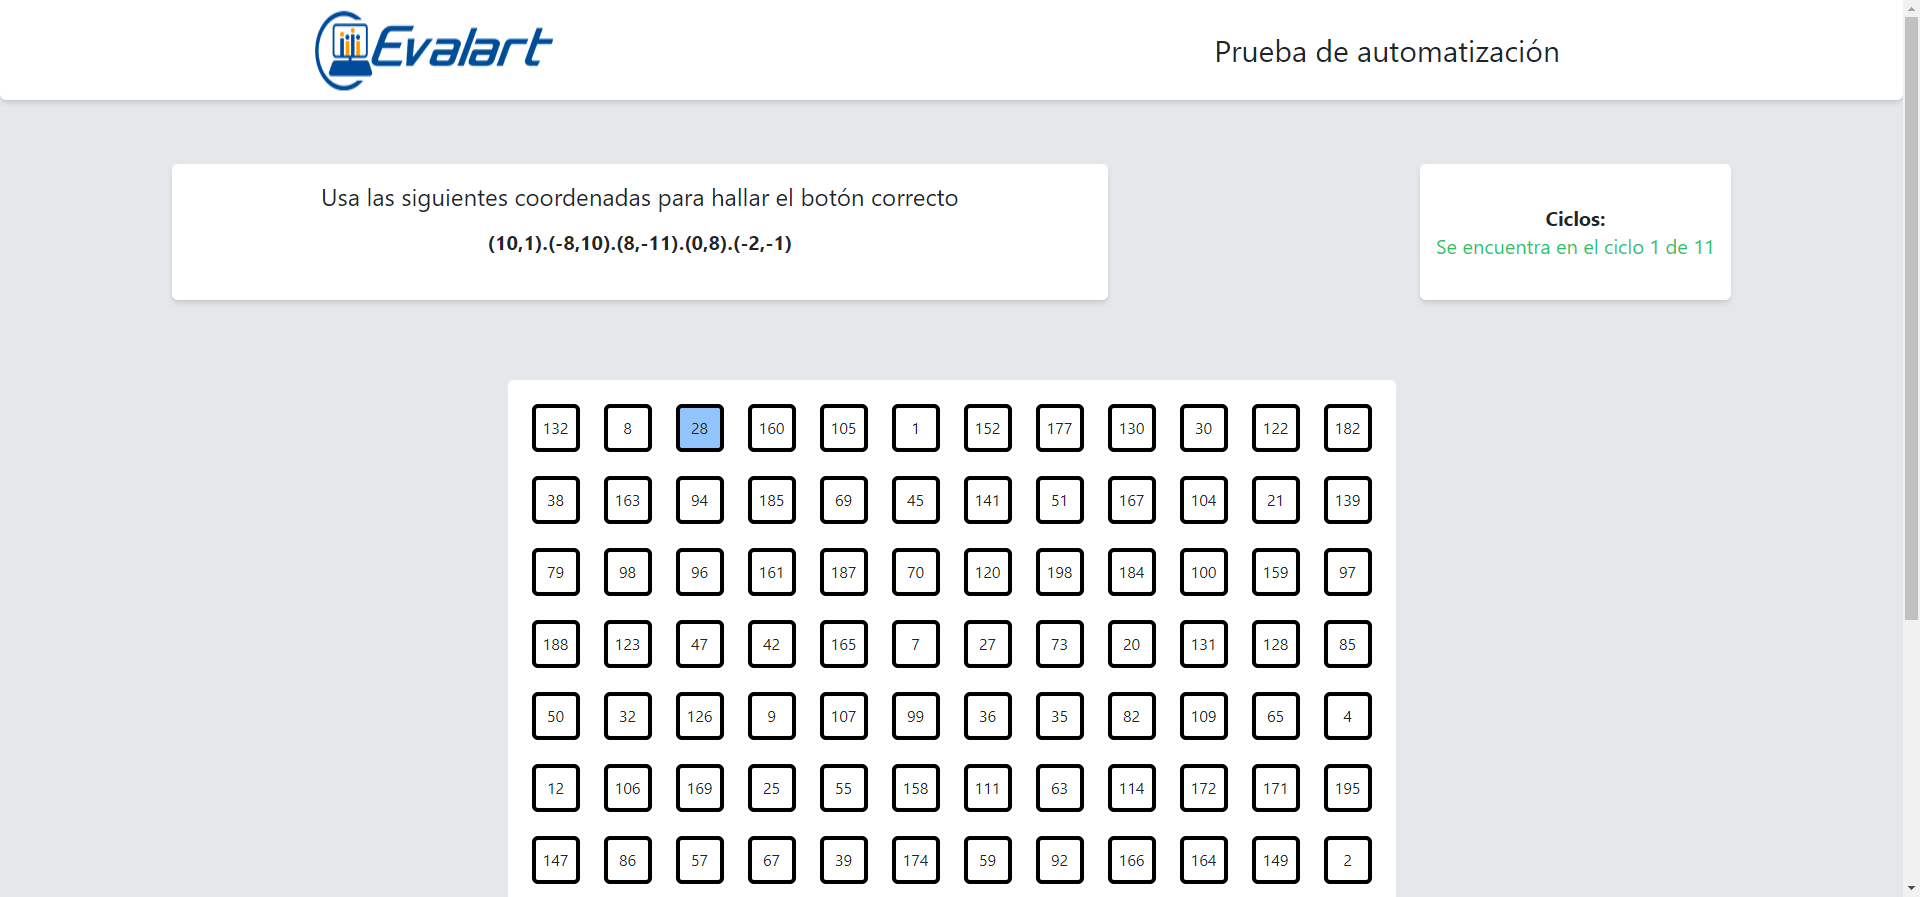 Evalart
Prueba de automatización
Usa las siguientes coordenadas para hallar el botón correcto
(10,1).(-8,10).(8,-11).(0,8).(-2,-1)
Ciclos:
Se encuentra en el ciclo 1 de 11
132 8 28 160 105 1 152 177 130 30 122 182
38 163 94 185 69 45 141 51 167 104 21 139
79 98 96 161 187 70 120 198 184 100 159 97
188 123 47 42 165 7 27 73 20 131 128 85
50 32 126 9 107 99 36 35 82 109 65 4
12 106 169 25 55 158 111 63 114 172 171 195
147 86 57 67 39 174 59 92 166 164 149 2